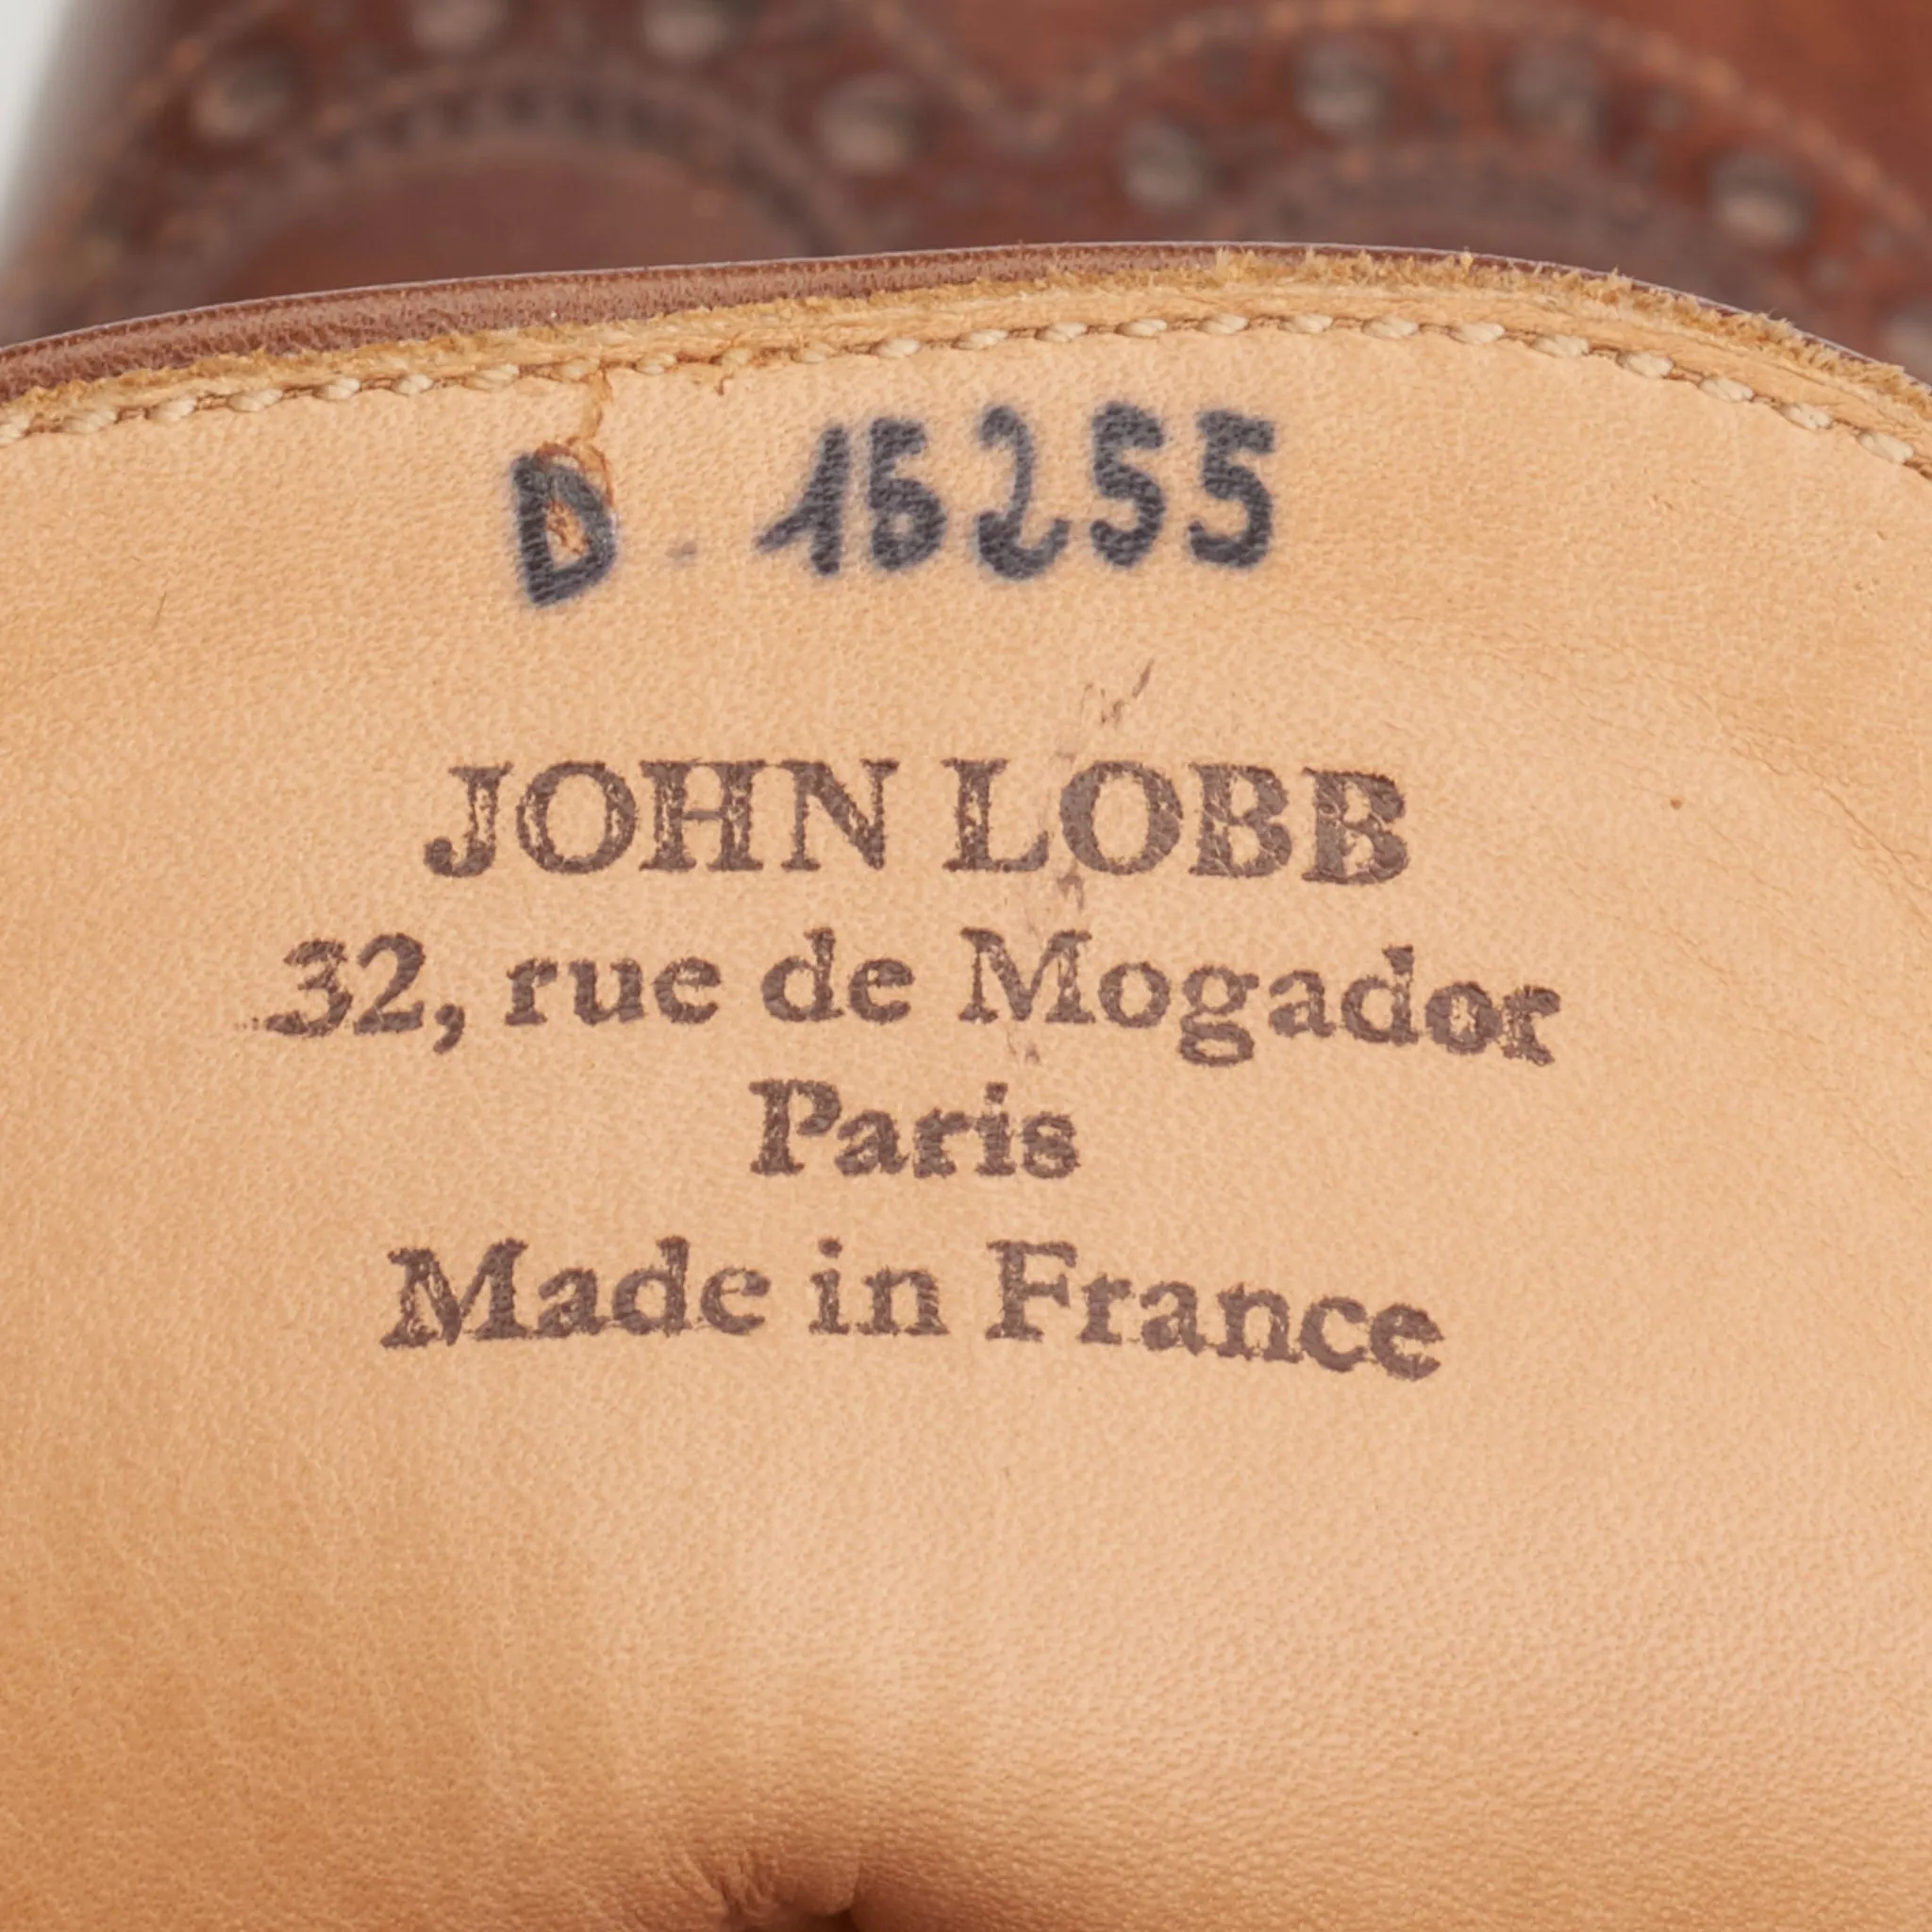 D. 15255
JOHN LOBB
32, rue de Mogador
Paris
Made in France